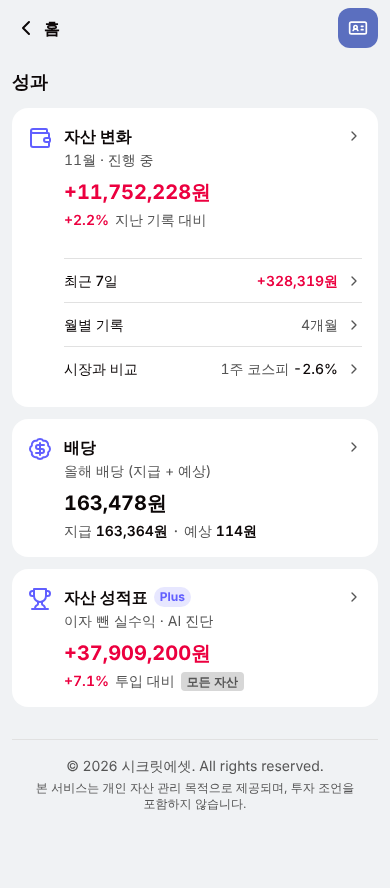 홈
성과
자산 변화
11월 · 진행 중
+11,752,228원
+2.2% 지난 기록 대비
최근 7일 +328,319원
월별 기록 4개월
시장과 비교 1주 코스피 -2.6%
배당
올해 배당 (지급 + 예상)
163,478원
지급 163,364원 · 예상 114원
자산 성적표 Plus
이자 뺀 실수익 · AI 진단
+37,909,200원
+7.1% 투입 대비 모든 자산
© 2026 시크릿에셋. All rights reserved.
본 서비스는 개인 자산 관리 목적으로 제공되며, 투자 조언을
포함하지 않습니다.